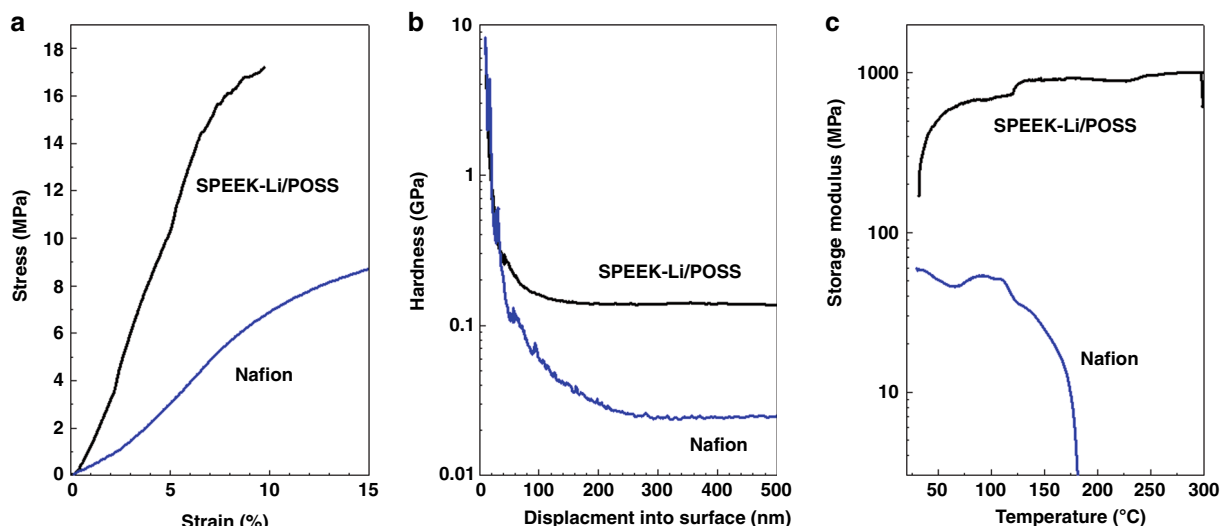 a
18
16
14
12
10
8
6
4
2
0
Stress (MPa)
SPEEK-Li/POSS
Nafion
0 5 10 15
Strain (%)
b
10
1
0.1
0.01
Hardness (GPa)
SPEEK-Li/POSS
Nafion
0 100 200 300 400 500
Displacment into surface (nm)
c
1000
100
10
Storage modulus (MPa)
SPEEK-Li/POSS
Nafion
50 100 150 200 250 300
Temperature (°C)